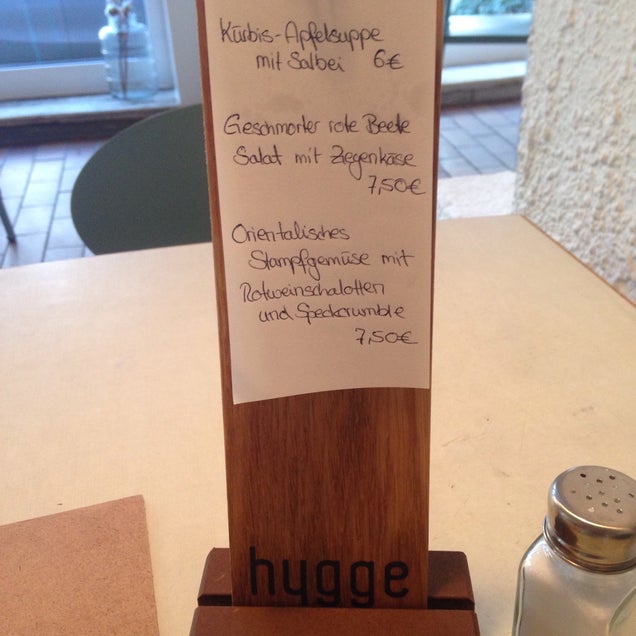 Kürbis-Apfelsuppe
mit Salbei 6€
Geschmorter rote Beete
Salat mit Ziegenkäse
7,50€
Orientalisches
Stampfgemüse mit
Rotweinschalotten
und Speckcrumble
7,50€
hygge